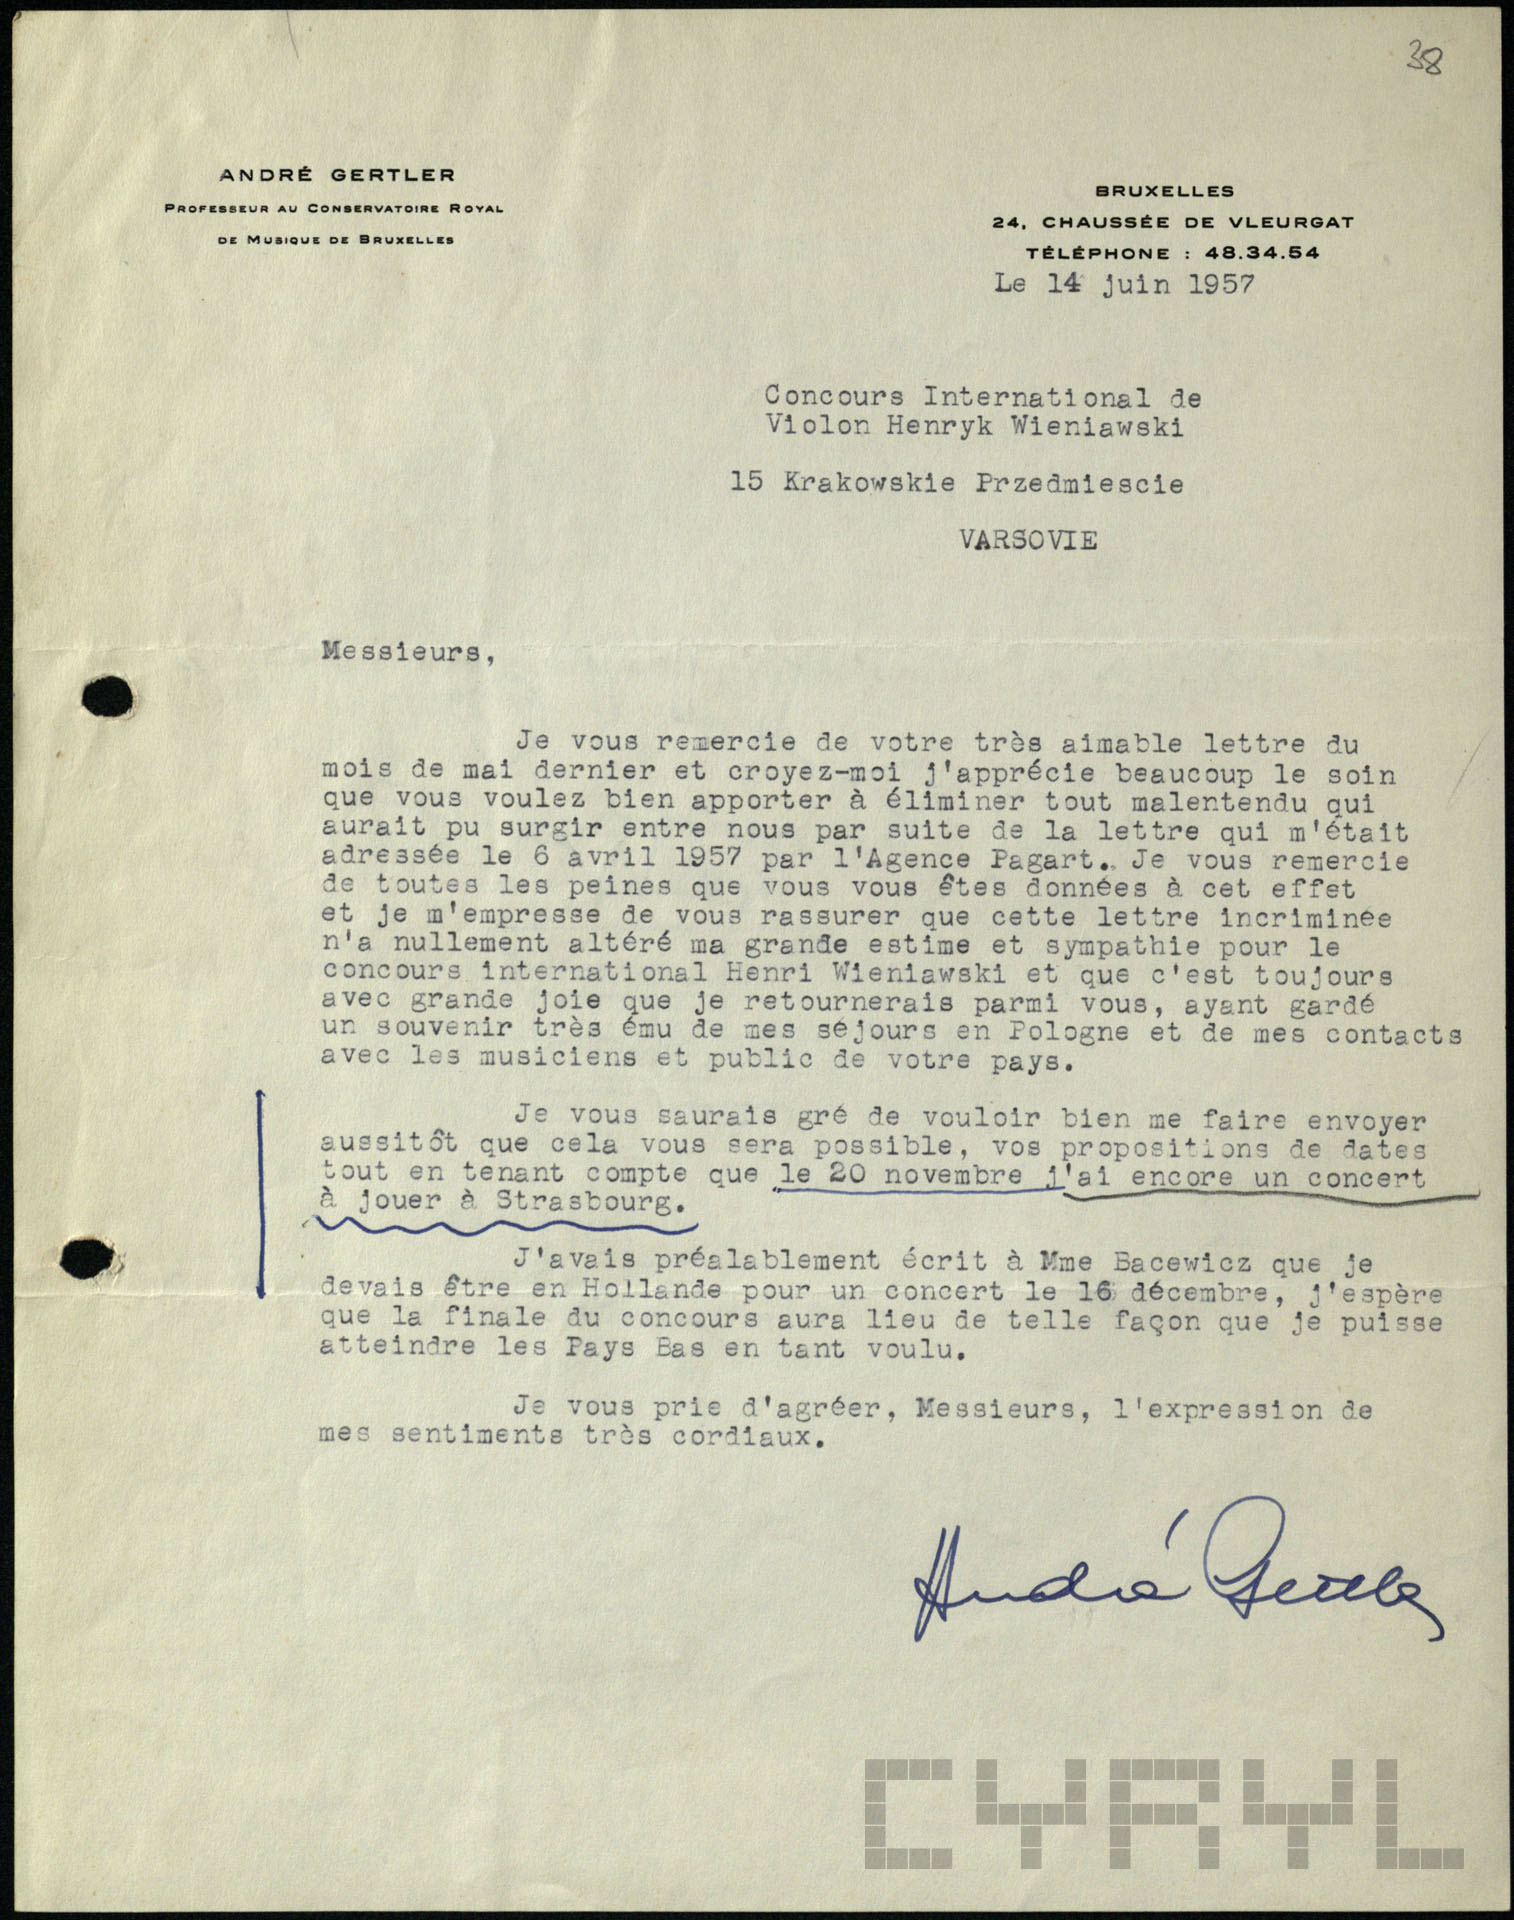 38
ANDRÉ GERTLER
PROFESSEUR AU CONSERVATOIRE ROYAL
DE MUSIQUE DE BRUXELLES
BRUXELLES
24, CHAUSSÉE DE VLEURGAT
TÉLÉPHONE : 48.34.54
Le 14 juin 1957
Concours International de
Violon Henryk Wieniawski
15 Krakowskie Przedmiescie
VARSOVIE
Messieurs,
Je vous remercie de votre très aimable lettre du
mois de mai dernier et croyez-moi j'apprécie beaucoup le soin
que vous voulez bien apporter à éliminer tout malentendu qui
aurait pu surgir entre nous par suite de la lettre qui m'était
adressée le 6 avril 1957 par l'Agence Pagart. Je vous remercie
de toutes les peines que vous vous êtes données à cet effet
et je m'empresse de vous rassurer que cette lettre incriminée
n'a nullement altéré ma grande estime et sympathie pour le
concours international Henri Wieniawski et que c'est toujours
avec grande joie que je retournerais parmi vous, ayant gardé
un souvenir très ému de mes séjours en Pologne et de mes contacts
avec les musiciens et public de votre pays.
Je vous saurais gré de vouloir bien me faire envoyer
aussitôt que cela vous sera possible, vos propositions de dates
tout en tenant compte que le 20 novembre j'ai encore un concert
à jouer à Strasbourg.
J'avais préalablement écrit à Mme Bacewicz que je
devais être en Hollande pour un concert le 16 décembre, j'espère
que la finale du concours aura lieu de telle façon que je puisse
atteindre les Pays Bas en tant voulu.
Je vous prie d'agréer, Messieurs, l'expression de
mes sentiments très cordiaux.
André Gertler
CYRYL